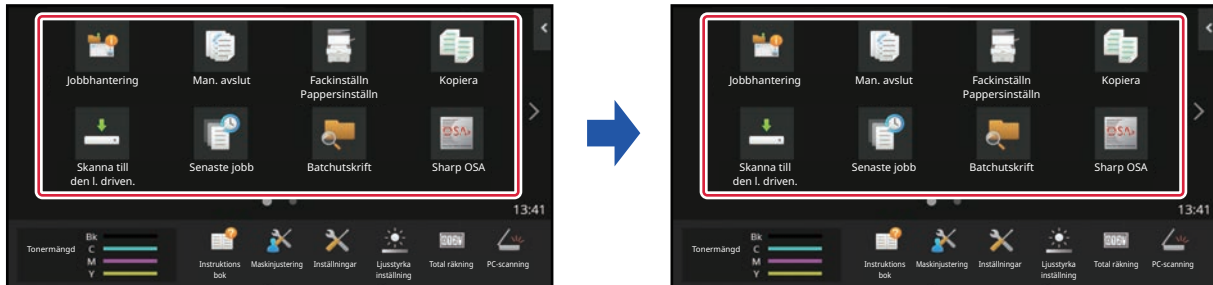 Jobbhantering
Man. avslut
Fackinställn
Pappersinställn
Kopiera
Skanna till
den l. driven.
Senaste jobb
Batchutskrift
Sharp OSA
OSA
13:41
Tonermängd
Bk
C
M
Y
Instruktions
bok
Maskinjustering
Inställningar
Ljusstyrka
inställning
Total räkning
PC-scanning
Jobbhantering
Man. avslut
Fackinställn
Pappersinställn
Kopiera
Skanna till
den l. driven.
Senaste jobb
Batchutskrift
Sharp OSA
OSA
13:41
Tonermängd
Bk
C
M
Y
Instruktions
bok
Maskinjustering
Inställningar
Ljusstyrka
inställning
Total räkning
PC-scanning